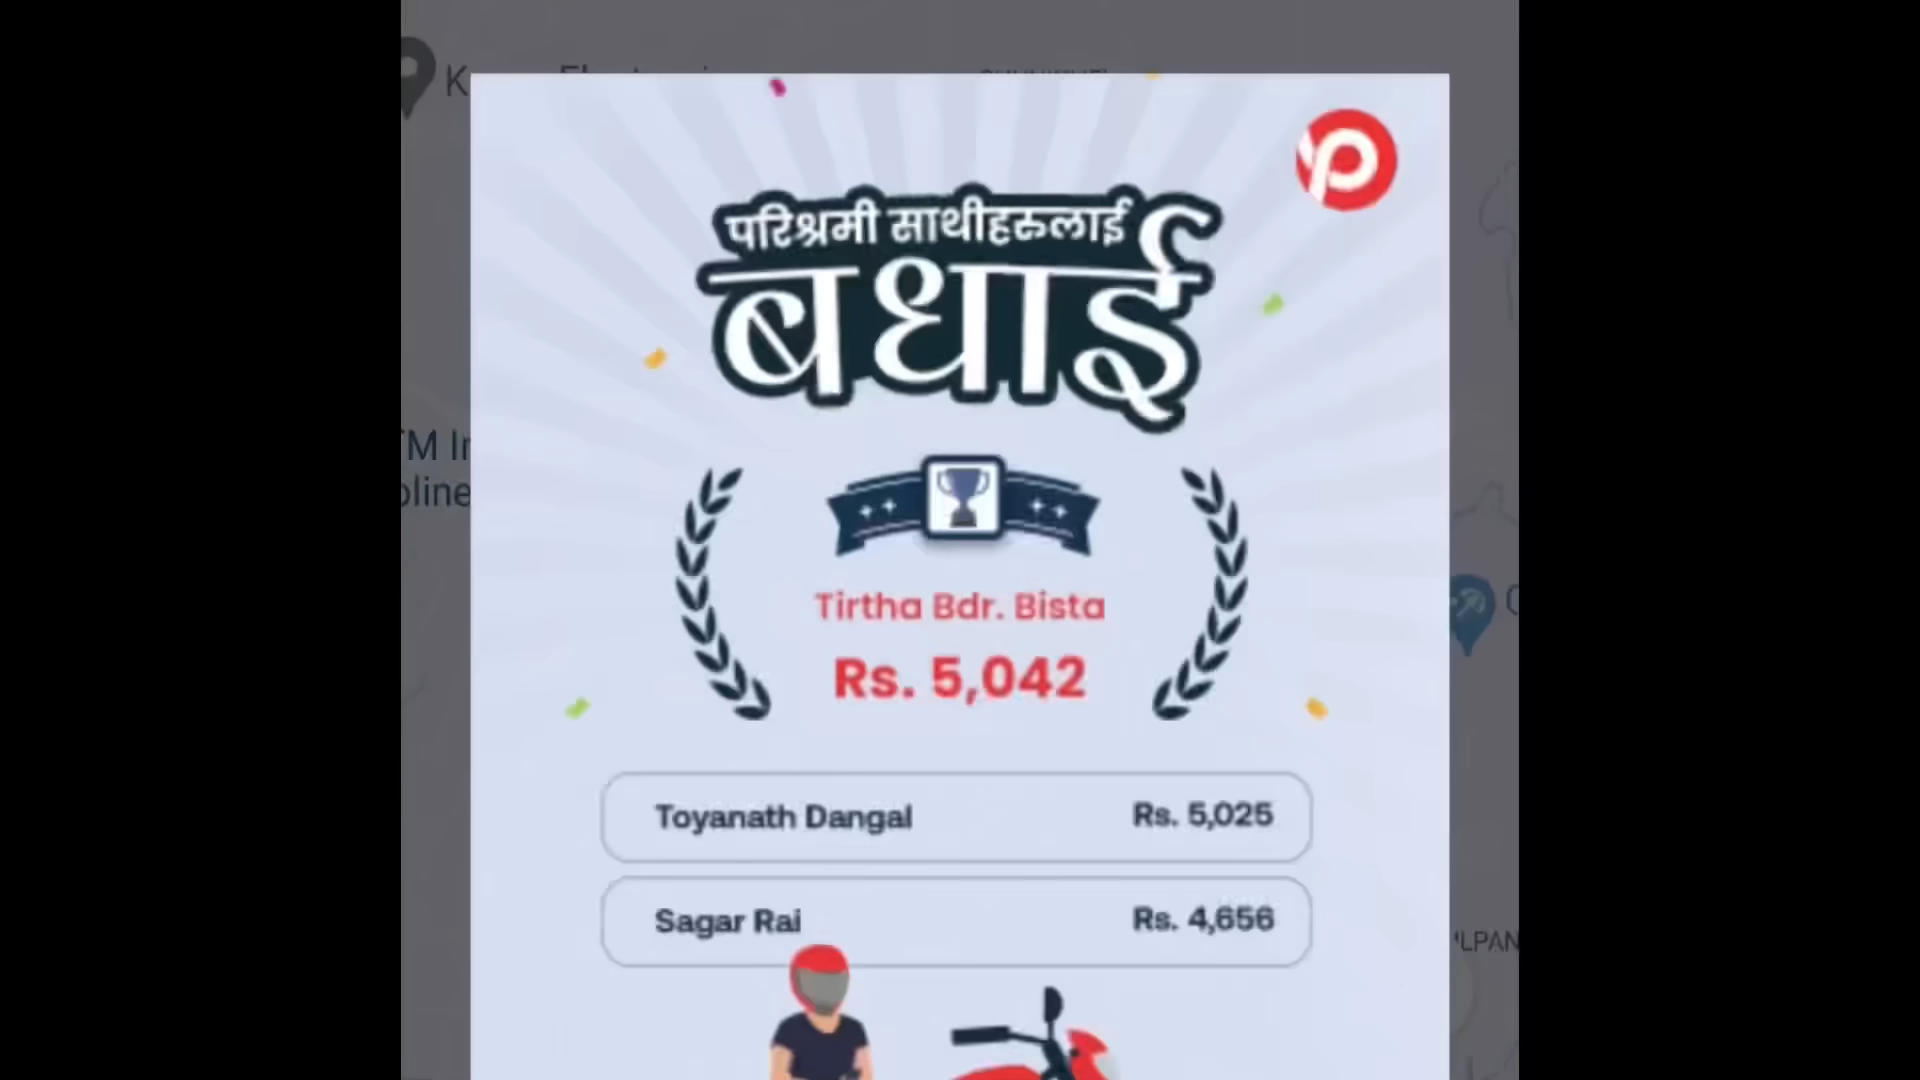 परिश्रमी साथीहरुलाई
बधाई
Tirtha Bdr. Bista
Rs. 5,042
Toyanath Dangal Rs. 5,025
Sagar Rai Rs. 4,656